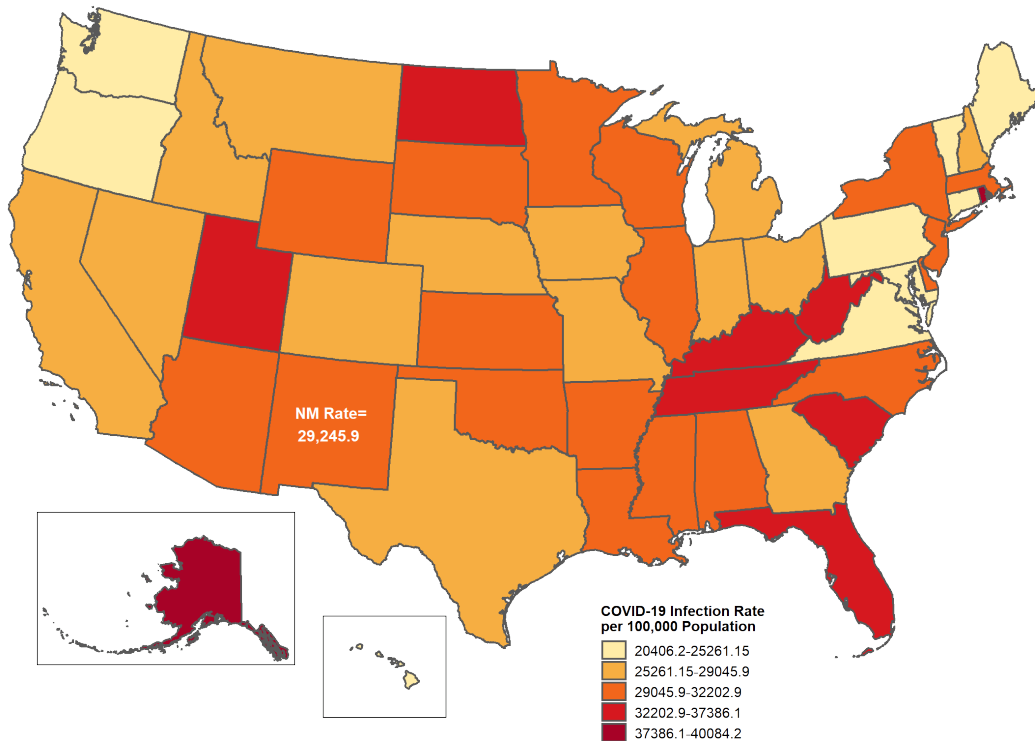 NM Rate=
29,245.9
COVID-19 Infection Rate
per 100,000 Population
20406.2-25261.15
25261.15-29045.9
29045.9-32202.9
32202.9-37386.1
37386.1-40084.2